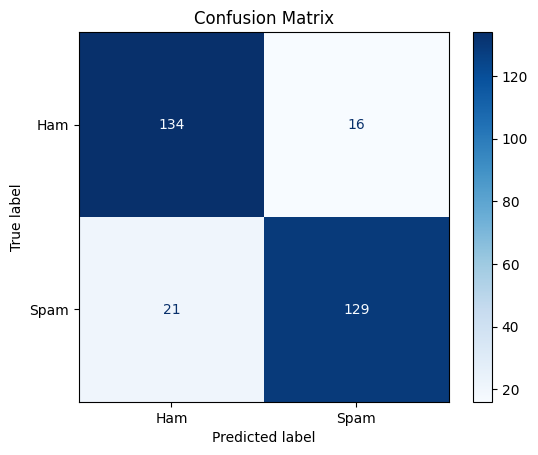 Confusion Matrix
Ham
134
16
Spam
21
129
Ham
Spam
True label
Predicted label
120
100
80
60
40
20